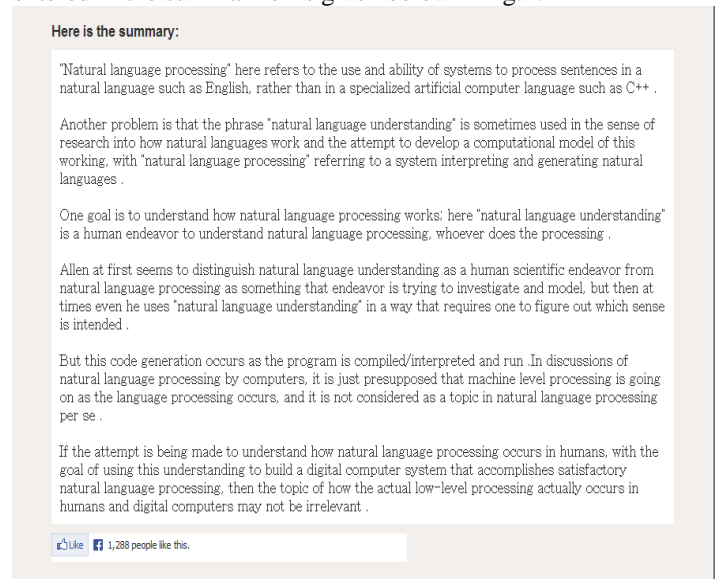 Here is the summary:
"Natural language processing" here refers to the use and ability of systems to process sentences in a
natural language such as English, rather than in a specialized artificial computer language such as C++ .
Another problem is that the phrase "natural language understanding" is sometimes used in the sense of
research into how natural languages work and the attempt to develop a computational model of this
working, with "natural language processing" referring to a system interpreting and generating natural
languages .
One goal is to understand how natural language processing works; here "natural language understanding"
is a human endeavor to understand natural language processing, whoever does the processing .
Allen at first seems to distinguish natural language understanding as a human scientific endeavor from
natural language processing as something that endeavor is trying to investigate and model, but then at
times even he uses "natural language understanding" in a way that requires one to figure out which sense
is intended .
But this code generation occurs as the program is compiled/interpreted and run .In discussions of
natural language processing by computers, it is just presupposed that machine level processing is going
on as the language processing occurs, and it is not considered as a topic in natural language processing
per se .
If the attempt is being made to understand how natural language processing occurs in humans, with the
goal of using this understanding to build a digital computer system that accomplishes satisfactory
natural language processing, then the topic of how the actual low-level processing actually occurs in
humans and digital computers may not be irrelevant .
Like 1,288 people like this.